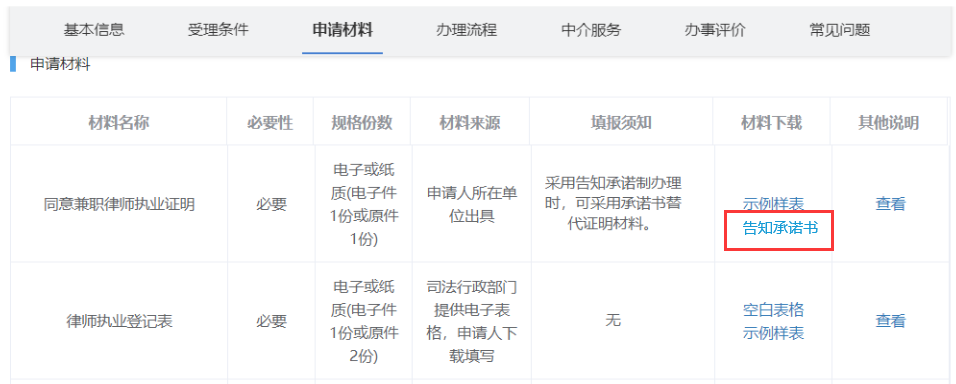 基本信息 受理条件 申请材料 办理流程 中介服务 办事评价 常见问题
申请材料
材料名称 必要性 规格份数 材料来源 填报须知 材料下载 其他说明
同意兼职律师执业证明
必要
电子或纸
质(电子件
1份或原件
1份)
申请人所在单
位出具
采用告知承诺制办理
时，可采用承诺书替
代证明材料。
示例样表
告知承诺书
查看
律师执业登记表
必要
电子或纸
质(电子件
1份或原件
2份)
司法行政部门
提供电子表
格，申请人下
载填写
无
空白表格
示例样表
查看